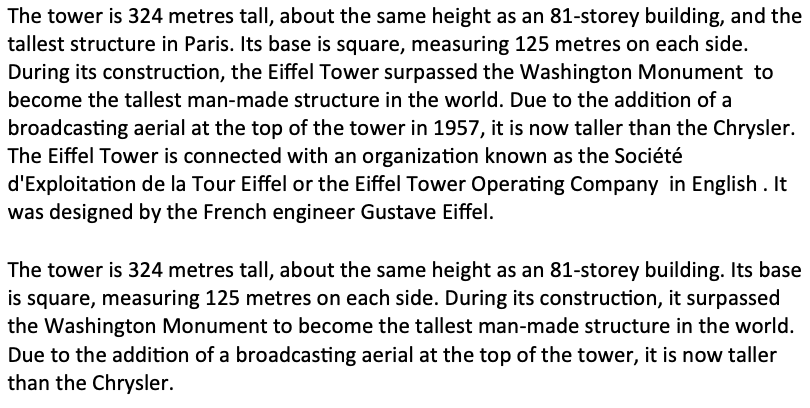 The tower is 324 metres tall, about the same height as an 81-storey building, and the
tallest structure in Paris. Its base is square, measuring 125 metres on each side.
During its construction, the Eiffel Tower surpassed the Washington Monument  to
become the tallest man-made structure in the world. Due to the addition of a
broadcasting aerial at the top of the tower in 1957, it is now taller than the Chrysler.
The Eiffel Tower is connected with an organization known as the Société
d'Exploitation de la Tour Eiffel or the Eiffel Tower Operating Company  in English . It
was designed by the French engineer Gustave Eiffel.

The tower is 324 metres tall, about the same height as an 81-storey building. Its base
is square, measuring 125 metres on each side. During its construction, it surpassed
the Washington Monument to become the tallest man-made structure in the world.
Due to the addition of a broadcasting aerial at the top of the tower, it is now taller
than the Chrysler.